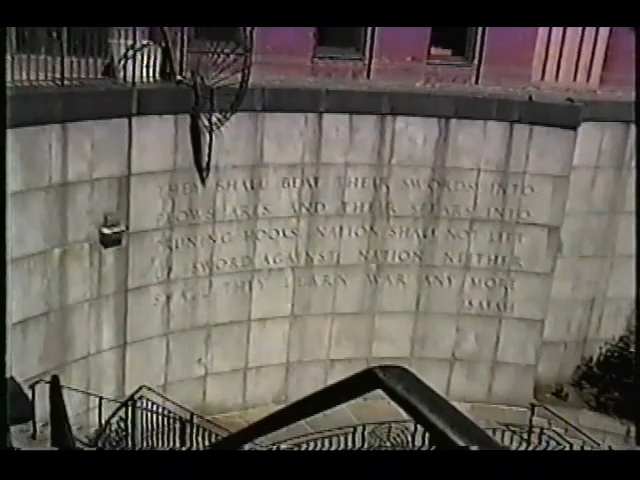 THEY SHALL BEAT THEIR SWORDS INTO
PLOWSHARES AND THEIR SPEARS INTO
PRUNING HOOKS NATION SHALL NOT LIFT
UP SWORD AGAINST NATION NEITHER
SHALL THEY LEARN WAR ANY MORE
ISAIAH